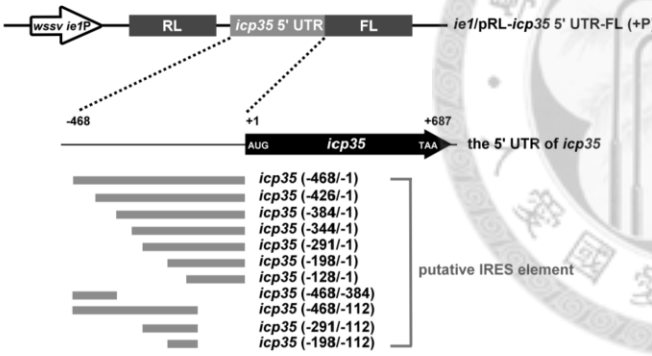 wssv ie1P RL icp35 5' UTR FL ie1/pRL-icp35 5' UTR-FL (+P)
-468 +1 +687
AUG icp35 TAA the 5' UTR of icp35
icp35 (-468/-1)
icp35 (-426/-1)
icp35 (-384/-1)
icp35 (-344/-1)
icp35 (-291/-1)
icp35 (-198/-1)
icp35 (-128/-1)
putative IRES element
icp35 (-468/-384)
icp35 (-468/-112)
icp35 (-291/-112)
icp35 (-198/-112)
愛
國